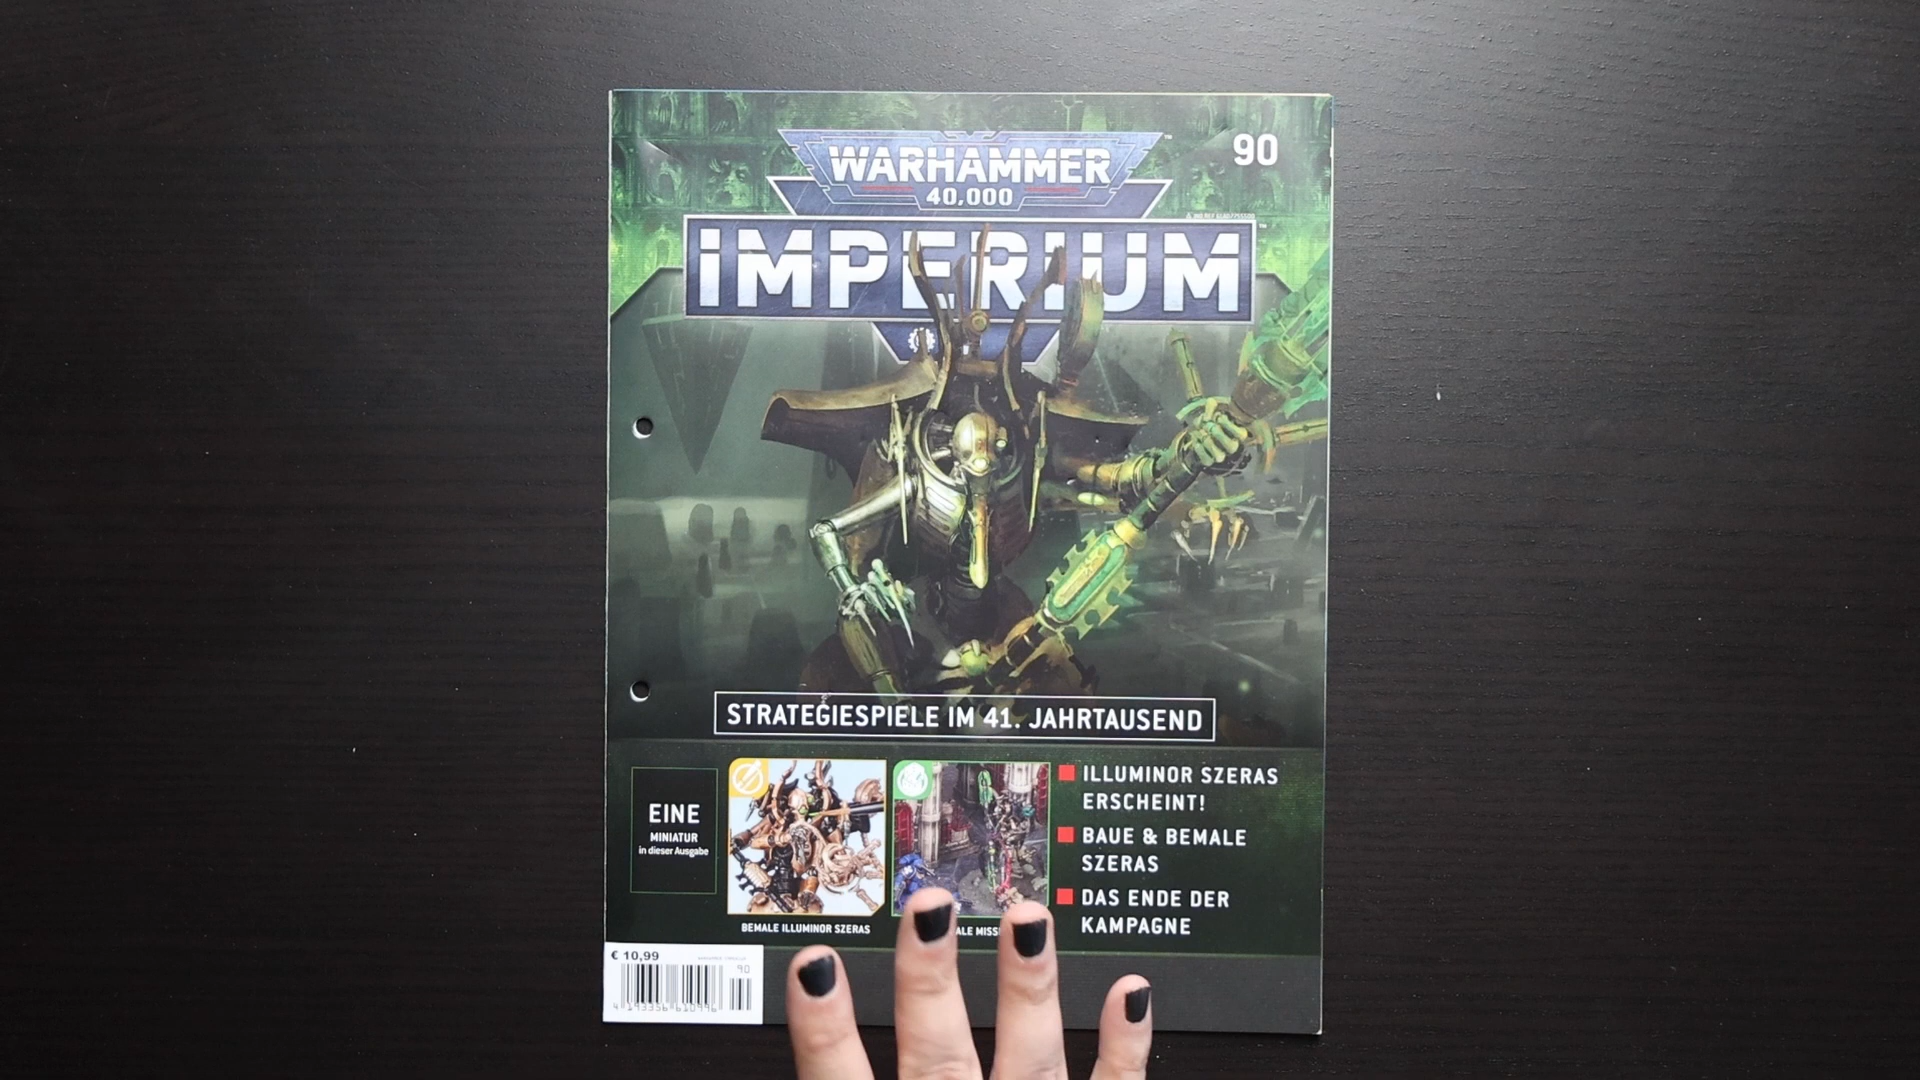 WARHAMMER
40,000
90
IMPERIUM
STRATEGIESPIELE IM 41. JAHRTAUSEND
EINE
MINIATUR
in dieser Ausgabe
BEMALE ILLUMINOR SZERAS
ILLUMINOR SZERAS
ERSCHEINT!
BAUE & BEMALE
SZERAS
DAS ENDE DER
KAMPAGNE
€ 10,99
90